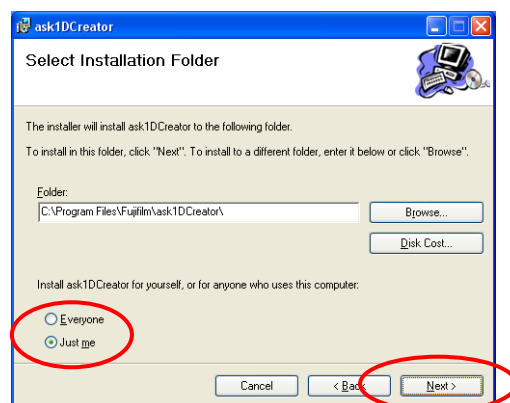 ask1DCreator
Select Installation Folder
The installer will install ask1DCreator to the following folder.
To install in this folder, click "Next". To install to a different folder, enter it below or click "Browse".
Folder:
C:\Program Files\Fujifilm\ask1DCreator\
Browse...
Disk Cost...
Install ask1DCreator for yourself, or for anyone who uses this computer:
Everyone
Just me
Cancel
< Back
Next >